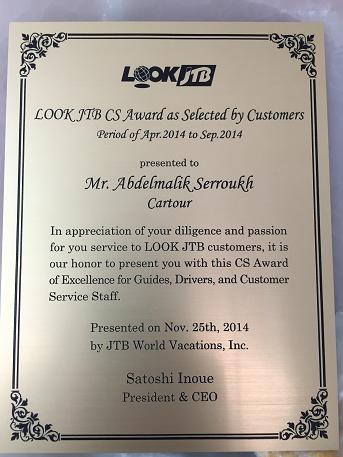 LOOK JTB
LOOK JTB CS Award as Selected by Customers
Period of Apr.2014 to Sep.2014
presented to
Mr. Abdelmalik Serroukh
Cartour
In appreciation of your diligence and passion
for you service to LOOK JTB customers, it is
our honor to present you with this CS Award
of Excellence for Guides, Drivers, and Customer
Service Staff.
Presented on Nov. 25th, 2014
by JTB World Vacations, Inc.
Satoshi Inoue
President & CEO